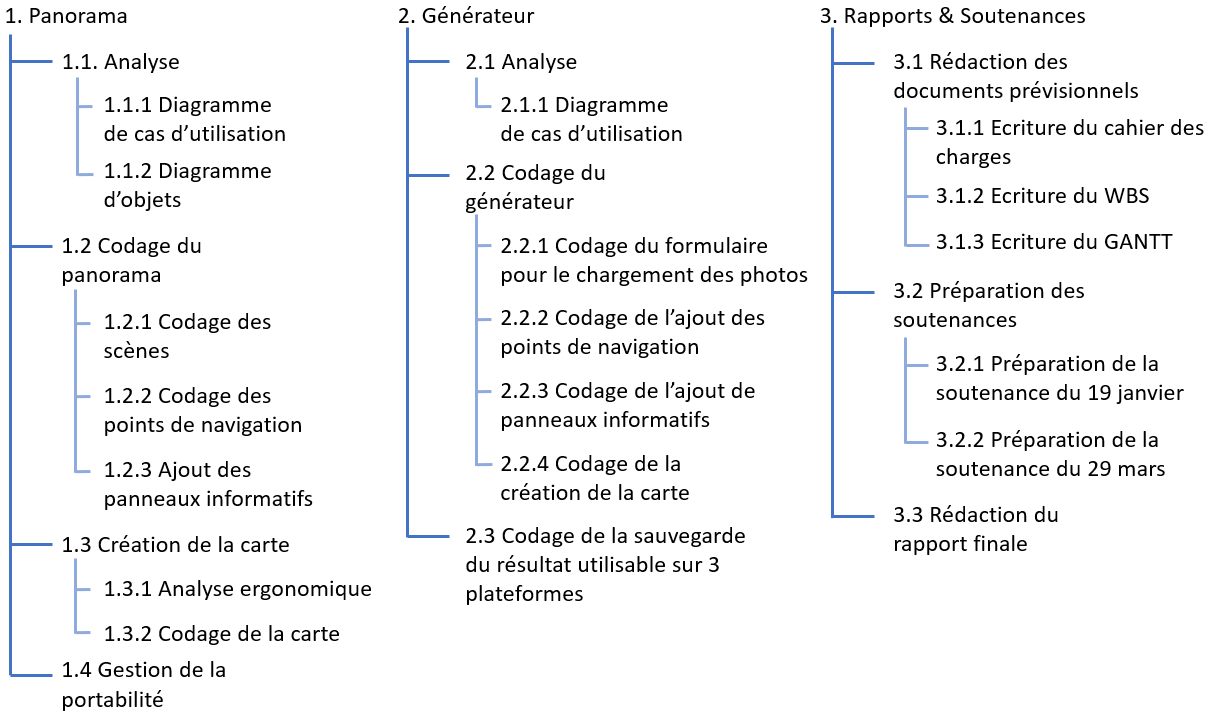 1. Panorama
1.1. Analyse
1.1.1 Diagramme
de cas d’utilisation
1.1.2 Diagramme
d’objets
1.2 Codage du
panorama
1.2.1 Codage des
scènes
1.2.2 Codage des
points de navigation
1.2.3 Ajout des
panneaux informatifs
1.3 Création de la carte
1.3.1 Analyse ergonomique
1.3.2 Codage de la carte
1.4 Gestion de la
portabilité
2. Générateur
2.1 Analyse
2.1.1 Diagramme
de cas d’utilisation
2.2 Codage du
générateur
2.2.1 Codage du formulaire
pour le chargement des photos
2.2.2 Codage de l’ajout des
points de navigation
2.2.3 Codage de l’ajout de
panneaux informatifs
2.2.4 Codage de la
création de la carte
2.3 Codage de la sauvegarde
du résultat utilisable sur 3
plateformes
3. Rapports & Soutenances
3.1 Rédaction des
documents prévisionnels
3.1.1 Ecriture du cahier des
charges
3.1.2 Ecriture du WBS
3.1.3 Ecriture du GANTT
3.2 Préparation des
soutenances
3.2.1 Préparation de la
soutenance du 19 janvier
3.2.2 Préparation de la
soutenance du 29 mars
3.3 Rédaction du
rapport finale